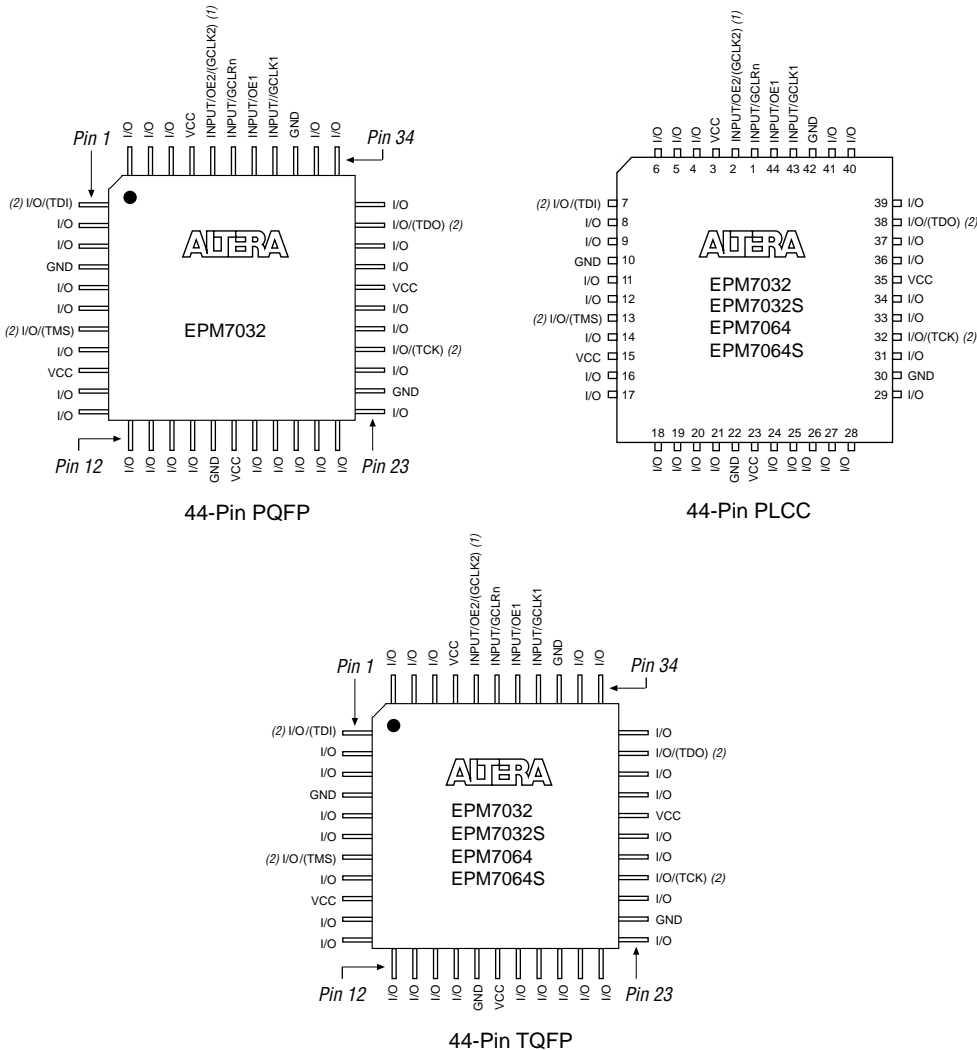 I/O
I/O
I/O
VCC
INPUT/OE2/(GCLK2) (1)
INPUT/GCLRn
INPUT/OE1
INPUT//GCLK1
GND
I/O
I/O
Pin 1
Pin 34
(2) I/O/(TDI)
I/O
I/O
GND
I/O
I/O
(2) I/O/(TMS)
I/O
VCC
I/O
I/O
ALTERA
EPM7032
I/O
I/O/(TDO) (2)
I/O
I/O
VCC
I/O
I/O
I/O/(TCK) (2)
I/O
GND
I/O
Pin 12
Pin 23
I/O
I/O
I/O
I/O
GND
VCC
I/O
I/O
I/O
I/O
I/O
44-Pin PQFP
I/O
I/O
I/O
VCC
INPUT/OE2/(GCLK2) (1)
INPUT/GCLRn
INPUT/OE1
INPUT/GCLK1
GND
I/O
I/O
6 5 4 3 2 1 44 43 42 41 40
(2) I/O/(TDI) 7
I/O 8
I/O 9
GND 10
I/O 11
I/O 12
(2) I/O/(TMS) 13
I/O 14
VCC 15
I/O 16
I/O 17
ALTERA
EPM7032
EPM7032S
EPM7064
EPM7064S
39 I/O
38 I/O/(TDO) (2)
37 I/O
36 I/O
35 VCC
34 I/O
33 I/O
32 I/O/(TCK) (2)
31 I/O
30 GND
29 I/O
18 19 20 21 22 23 24 25 26 27 28
I/O
I/O
I/O
I/O
GND
VCC
I/O
I/O
I/O
I/O
I/O
44-Pin PLCC
I/O
I/O
I/O
VCC
INPUT/OE2/(GCLK2) (1)
INPUT/GCLRn
INPUT/OE1
INPUT/GCLK1
GND
I/O
I/O
Pin 1
Pin 34
(2) I/O/(TDI)
I/O
I/O
GND
I/O
I/O
(2) I/O/(TMS)
I/O
VCC
I/O
I/O
ALTERA
EPM7032
EPM7032S
EPM7064
EPM7064S
I/O
I/O/(TDO) (2)
I/O
I/O
VCC
I/O
I/O
I/O/(TCK) (2)
I/O
GND
I/O
Pin 12
Pin 23
I/O
I/O
I/O
I/O
GND
VCC
I/O
I/O
I/O
I/O
I/O
44-Pin TQFP